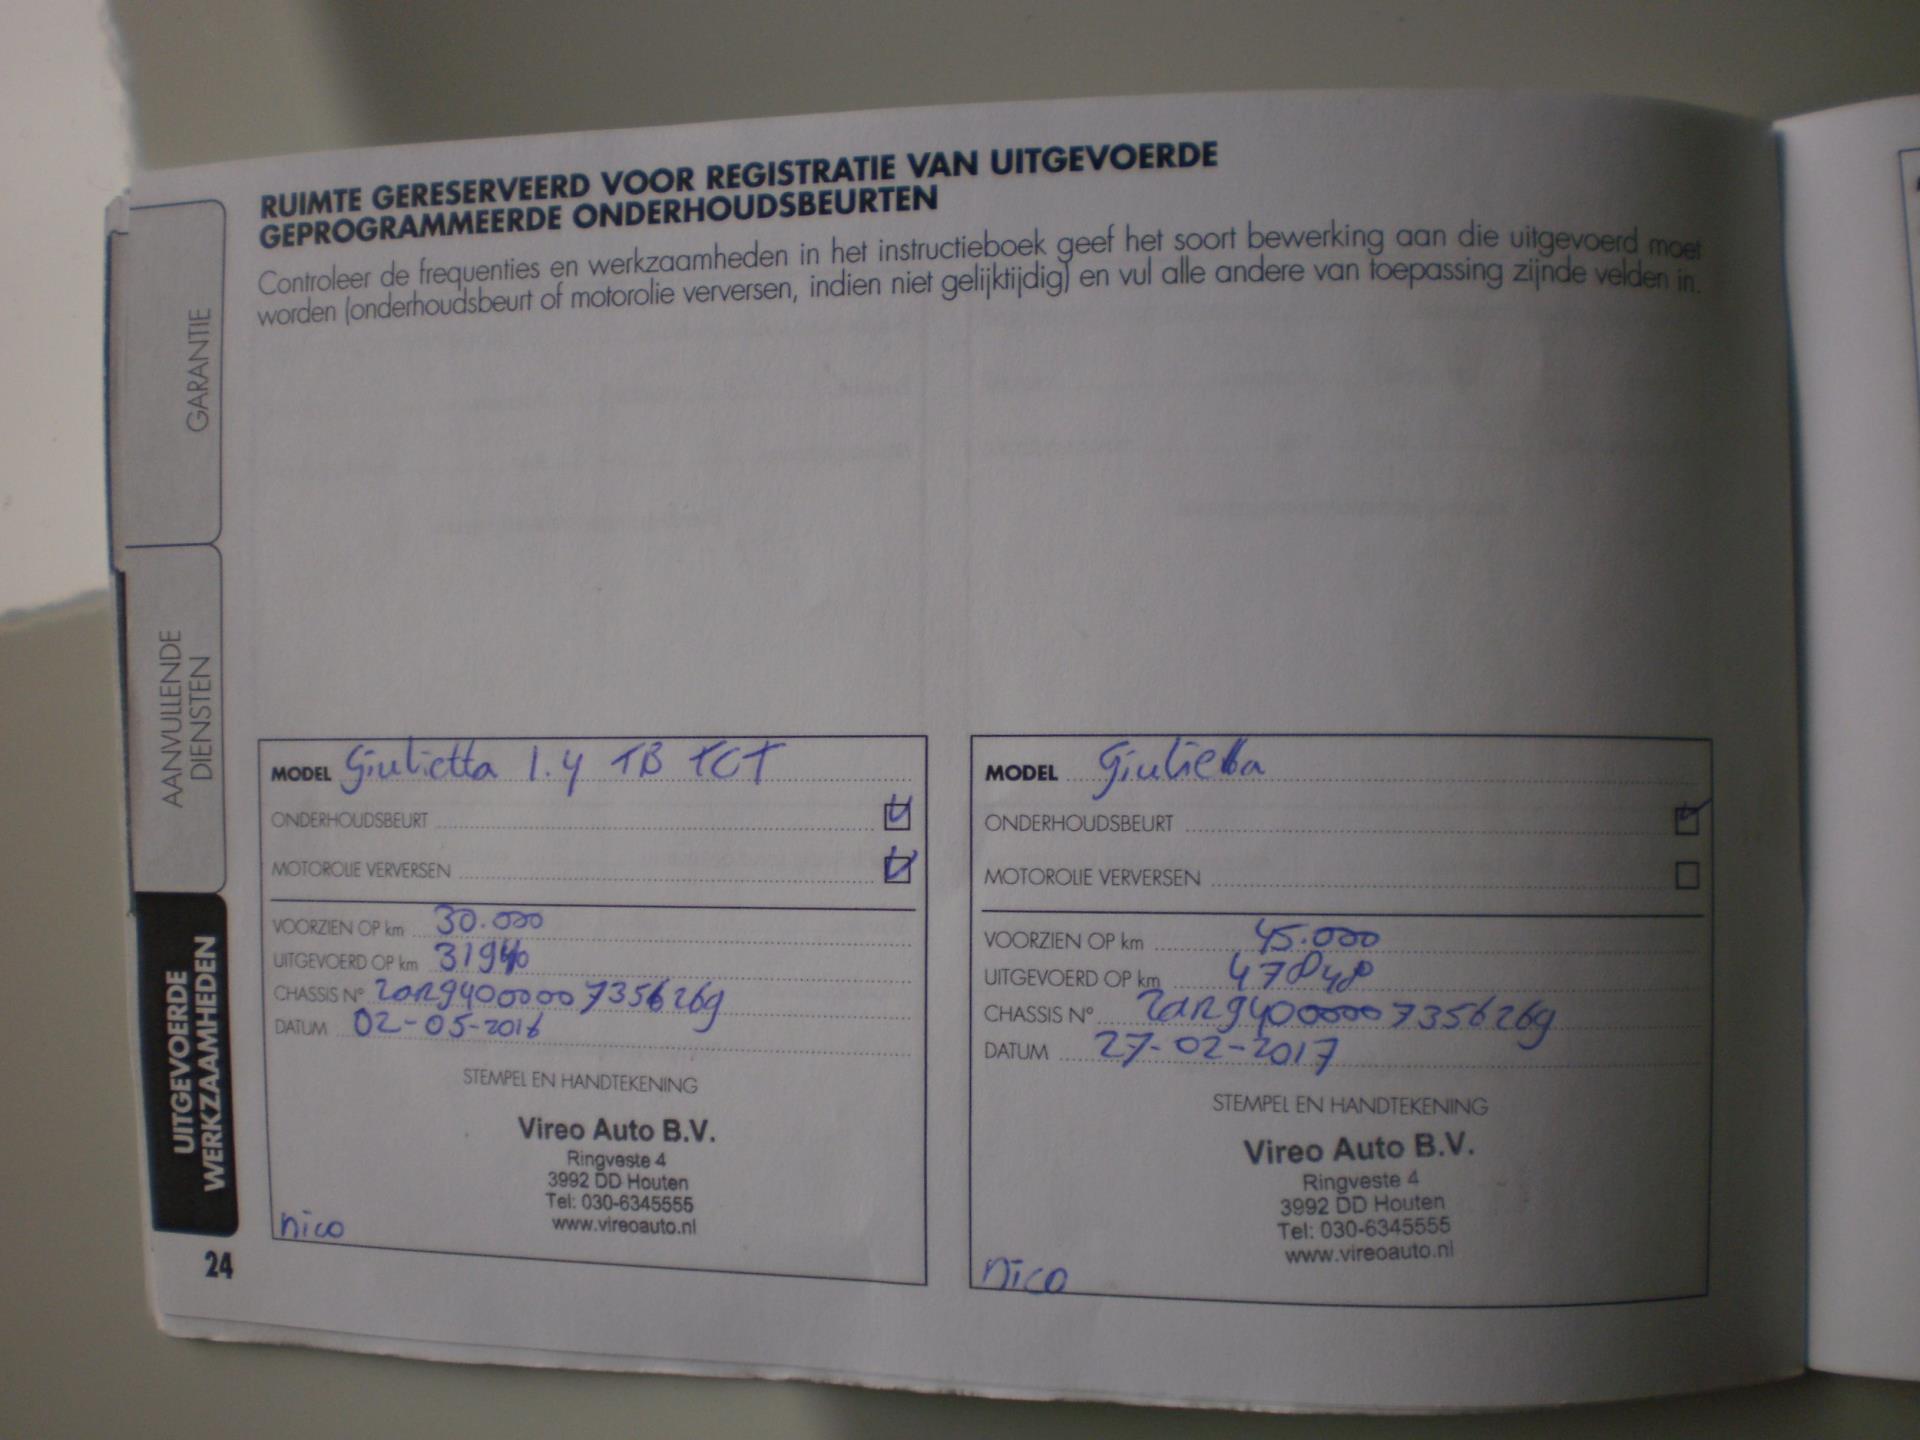 RUIMTE GERESERVEERD VOOR REGISTRATIE VAN UITGEVOERDE
GEPROGRAMMEERDE ONDERHOUDSBEURTEN
Controleer de frequenties en werkzaamheden in het instructieboek geef het soort bewerking aan die uitgevoerd moet
worden (onderhoudsbeurt of motorolie verversen, indien niet gelijktijdig) en vul alle andere van toepassing zijnde velden in.
GARANTIE
AANVULLENDE
DIENSTEN
UITGEVOERDE
WERKZAAMHEDEN
24
MODEL Giulietta 1.4 TB TCT
ONDERHOUDSBEURT
MOTOROLIE VERVERSEN
VOORZIEN OP km 30.000
UITGEVOERD OP km 31940
CHASSIS N° zarg4000007356269
DATUM 02-05-2016
STEMPEL EN HANDTEKENING
Vireo Auto B.V.
Ringveste 4
3992 DD Houten
Tel: 030-6345555
www.vireoauto.nl
nico
MODEL Giulietta
ONDERHOUDSBEURT
MOTOROLIE VERVERSEN
VOORZIEN OP km 45.000
UITGEVOERD OP km 47848
CHASSIS N° zarg4000007356269
DATUM 27-02-2017
STEMPEL EN HANDTEKENING
Vireo Auto B.V.
Ringveste 4
3992 DD Houten
Tel: 030-6345555
www.vireoauto.nl
nico